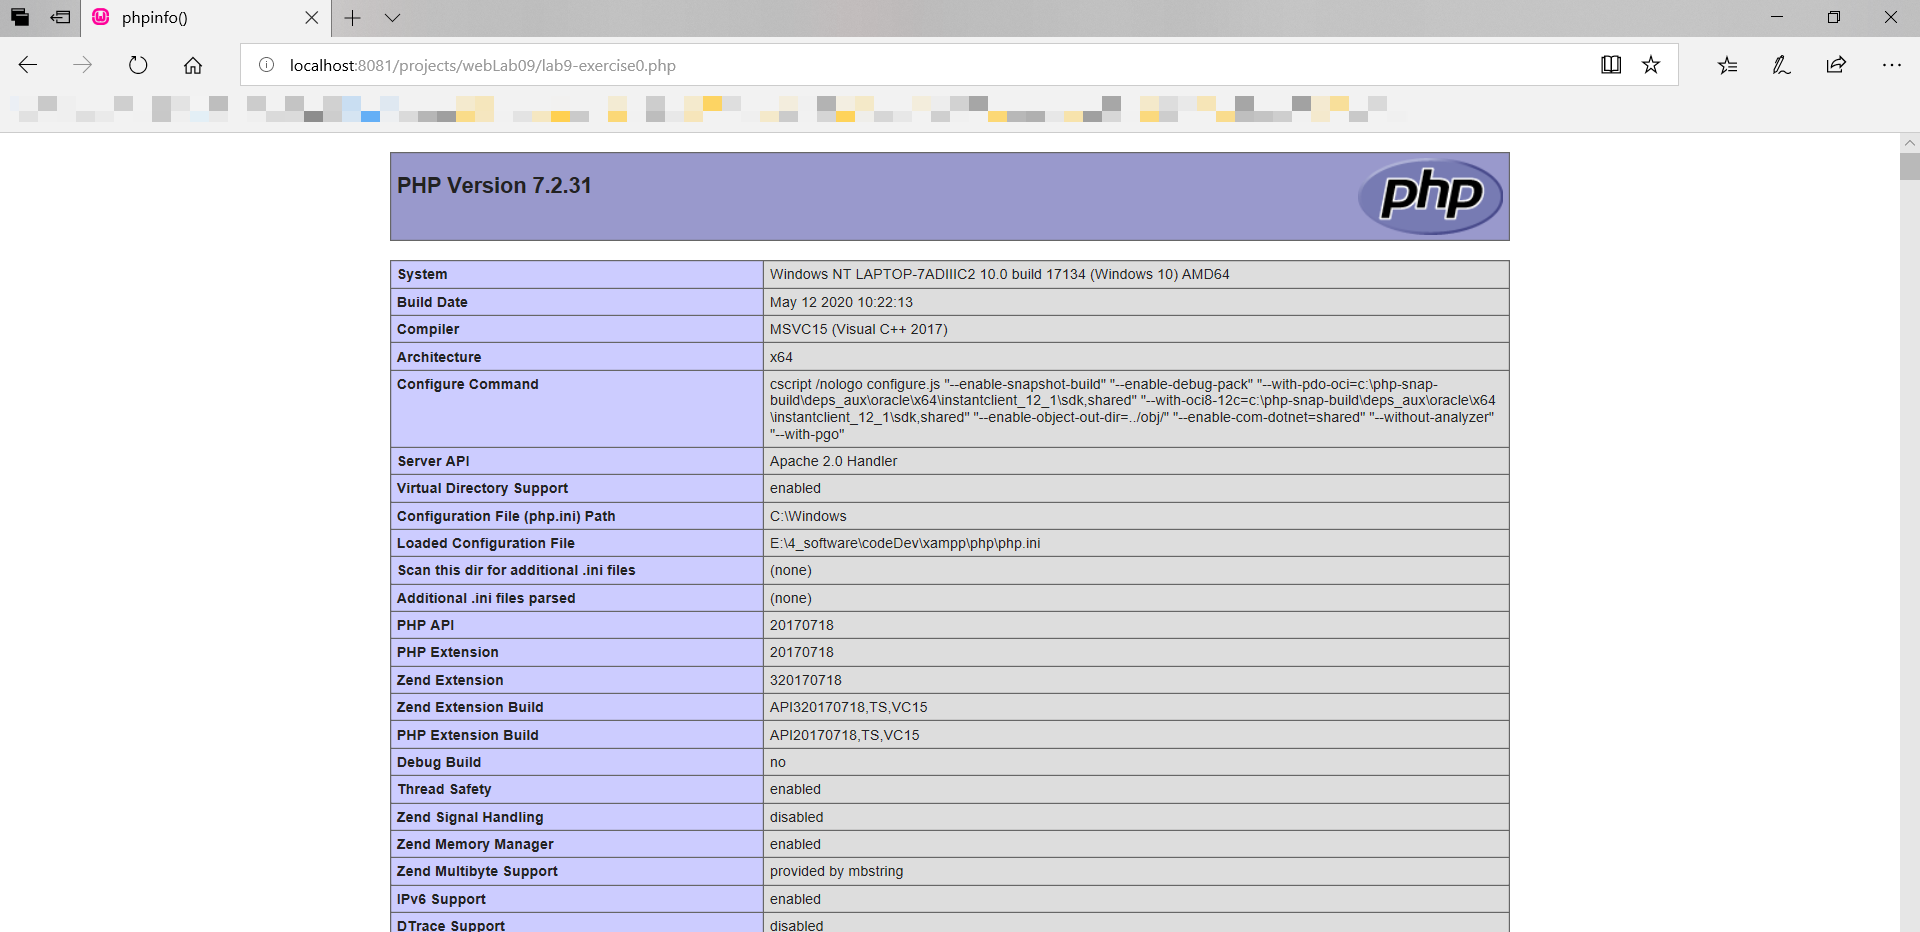 phpinfo()
localhost:8081/projects/webLab09/lab9-exercise0.php
PHP Version 7.2.31
php
System Windows NT LAPTOP-7ADIIIC2 10.0 build 17134 (Windows 10) AMD64
Build Date May 12 2020 10:22:13
Compiler MSVC15 (Visual C++ 2017)
Architecture x64
Configure Command cscript /nologo configure.js "--enable-snapshot-build" "--enable-debug-pack" "--with-pdo-oci=c:\php-snap-
build\deps_aux\oracle\x64\instantclient_12_1\sdk,shared" "--with-oci8-12c=c:\php-snap-build\deps_aux\oracle\x64
\instantclient_12_1\sdk,shared" "--enable-object-out-dir=../obj/" "--enable-com-dotnet=shared" "--without-analyzer"
"--with-pgo"
Server API Apache 2.0 Handler
Virtual Directory Support enabled
Configuration File (php.ini) Path C:\Windows
Loaded Configuration File E:\4_software\codeDev\xampp\php\php.ini
Scan this dir for additional .ini files (none)
Additional .ini files parsed (none)
PHP API 20170718
PHP Extension 20170718
Zend Extension 320170718
Zend Extension Build API320170718,TS,VC15
PHP Extension Build API20170718,TS,VC15
Debug Build no
Thread Safety enabled
Zend Signal Handling disabled
Zend Memory Manager enabled
Zend Multibyte Support provided by mbstring
IPv6 Support enabled
DTrace Support disabled